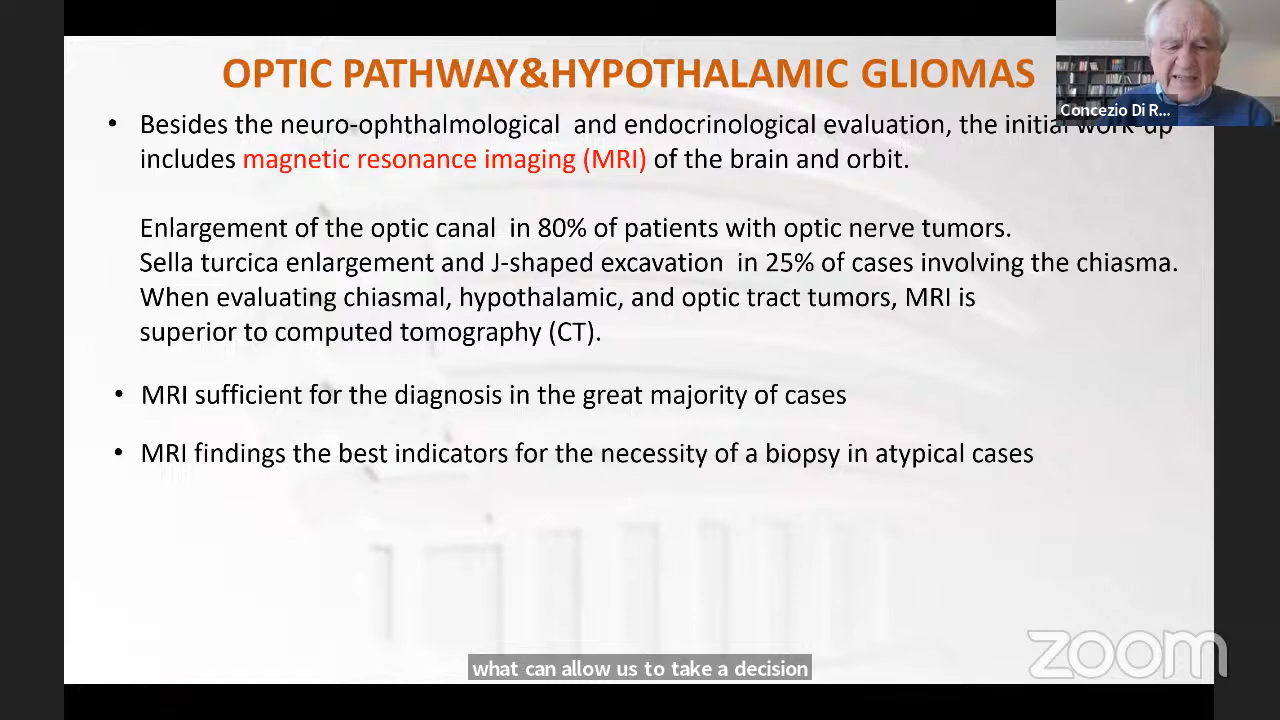 OPTIC PATHWAY&HYPOTHALAMIC GLIOMAS
Concezio Di R...
• Besides the neuro-ophthalmological and endocrinological evaluation, the initial work-up
includes magnetic resonance imaging (MRI) of the brain and orbit.
Enlargement of the optic canal in 80% of patients with optic nerve tumors.
Sella turcica enlargement and J-shaped excavation in 25% of cases involving the chiasma.
When evaluating chiasmal, hypothalamic, and optic tract tumors, MRI is
superior to computed tomography (CT).
• MRI sufficient for the diagnosis in the great majority of cases
• MRI findings the best indicators for the necessity of a biopsy in atypical cases
zoom
what can allow us to take a decision